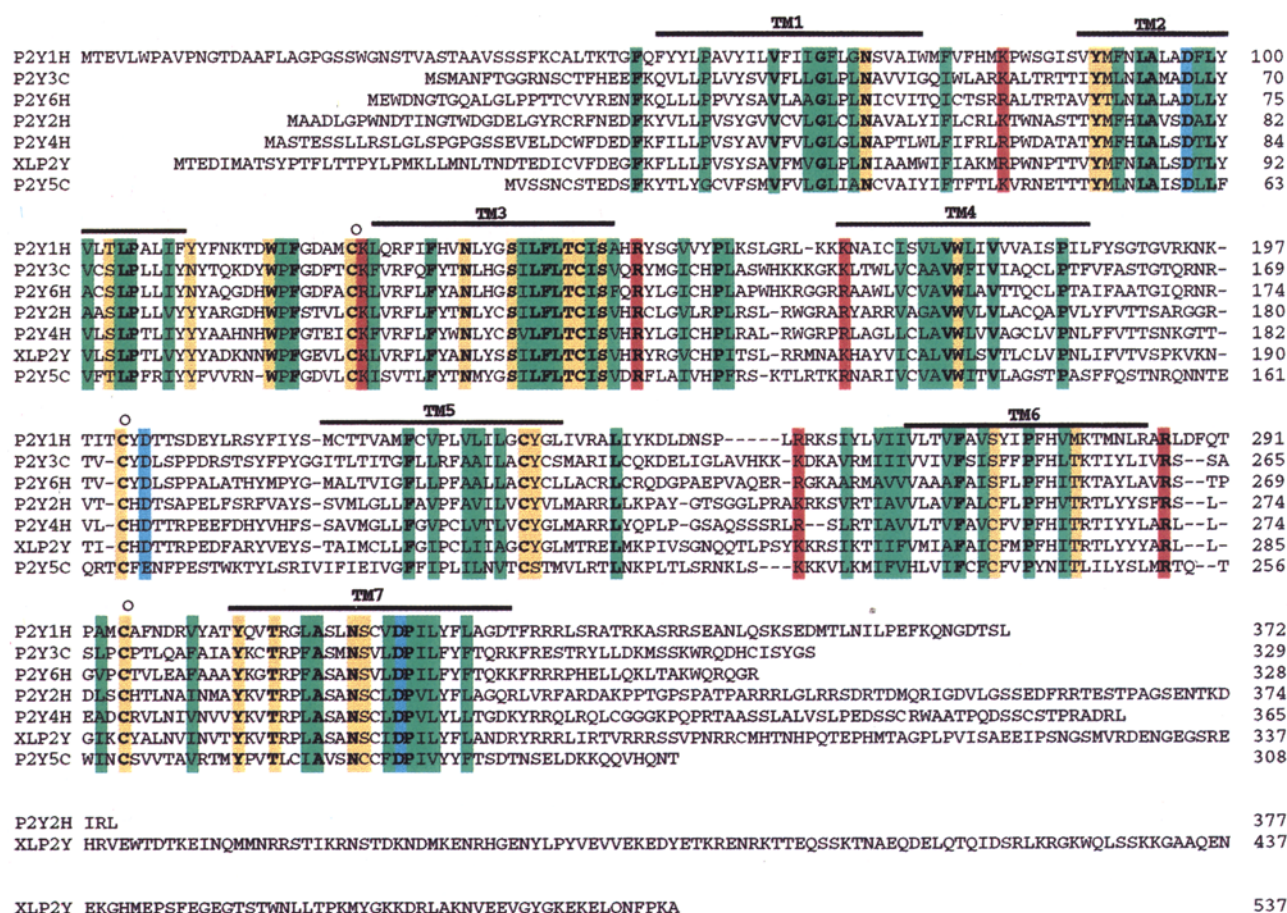 TM1 TM2
P2Y1H MTEVLWPAVPNGTDAAFLAGPGSSWGNSTVASTAAVSSSFKCALTKTGFQFYYLPAVYILVFIIGFLGNSVAIWMFVFHMKPWSGISVYMFNLALADFLY 100
P2Y3C MSMANFTGGRNSCTFHEEFKQVLLPLVYSVVFLLGLPLNAVVIGQIWLARKALTRTTIYMLNLAMADLLY 70
P2Y6H MEWDNGTGQALGLPPTTCVYRENFKQLLLPPVYSAVLAAGLPLNICVITQICTSRRALTRTAVYTLNLALADLLY 75
P2Y2H MAADLGPWNDTINGTWDGDELGYRCRFNEDFKYVLLPVSYGVVCVLGLCLNAVALYIFLCRLKTWNASTTYMFHLAVSDALY 82
P2Y4H MASTESSLLRSLGLSPGPGSSEVELDCWFDEDFKFILLPVSYAVVFVLGLGLNAPTLWLFIFRLRPWDATATYMFHLALSDTLY 84
XLP2Y MTEDIMATSYPTFLTTPYLPMKLLMNLTNDTEDICVFDEGFKFLLLPVSYSAVFMVGLPLNIAAMWIFIAKMRPWNPTTVYMFNLALSDTLY 92
P2Y5C MVSSNCSTEDSFKYTLYGCVFSMVFVLGLIANCVAIYIFTFTLKVRNETTTYMLNLAISDLLF 63
TM3 TM4
P2Y1H VLTLPALIFYYFNKTDWIFGDAMCKLQRFIFHVNLYGSILFLTCISAHRYSGVVYPLKSLGRL-KKKNAICISVLVWLIVVVAISPILFYSGTGVRKNK- 197
P2Y3C VCSLPLLIYNYTQKDYWPFGDFTCKFVRFQFYTNLHGSILFLTCISVQRYMGICHPLASWHKKKGKKLTWLVCAAVWFIVIAQCLPTFVFASTGTQRNR- 169
P2Y6H ACSLPLLIYNYAQGDHWPFGDFACRLVRFLFYANLHGSILFLTCISFQRYLGICHPLAPWHKRGGRRAAWLVCVAVWLAVTTQCLPTAIFAATGIQRNR- 174
P2Y2H AASLPLLVYYYARGDHWPFSTVLCKLVRFLFYTNLYCSILFLTCISVHRCLGVLRPLRSL-RWGRARYARRVAGAVWVLVLACQAPVLYFVTTSARGGR- 180
P2Y4H VLSLPTLIYYYAAHNHWPFGTEICKFVRFLFYWNLYCSVLFLTCISVHRYLGICHPLRAL-RWGRPRLAGLLCLAVWLVVAGCLVPNLFFVTTSNKGTT- 182
XLP2Y VLSLPTLVYYYADKNNWPFGEVLCKLVRFLFYANLYSSILFLTCISVHRYRGVCHPITSL-RRMNAKHAYVICALVWLSVTLCLVPNLIFVTVSPKVKN- 190
P2Y5C VFTLPFRIYYFVVRN-WPFGDVLCKISVTLFYTNMYGSILFLTCISVDRFLAIVHPFRS-KTLRTKRNARIVCVAVWITVLAGSTPASFFQSTNRQNNTE 161
TM5 TM6
P2Y1H TITCYDTTSDEYLRSYFIYS-MCTTVAMFCVPLVLILGCYGLIVRALIYKDLDNSP-----LRRKSIYLVIIVLTVFAVSYIPFHVMKTMNLRARLDFQT 291
P2Y3C TV-CYDLSPPDRSTSYFPYGGITLTITGFLLRFAAILACYCSMARILCQKDELIGLAVHKK-KDKAVRMIIIVVIVFSISFFPFHLTKTIYLIVRS--SA 265
P2Y6H TV-CYDLSPPALATHYMPYG-MALTVIGFLLPFAALLACYCLLACRLCRQDGPAEPVAQER-RGKAARMAVVVAAAFAISFLPFHITKTAYLAVRS--TP 269
P2Y2H VT-CHDTSAPELFSRFVAYS-SVMLGLLFAVPFAVILVCYVLMARRLLKPAY-GTSGGLPRAKRKSVRTIAVVLAVFALCFLPFHVTRTLYYSFRS--L- 274
P2Y4H VL-CHDTTRPEEFDHYVHFS-SAVMGLLFGVPCLVTLVCYGLMARRLYQPLP-GSAQSSSRL--SLRTIAVVLTVFAVCFVPFHITRTIYYLARL--L- 274
XLP2Y TI-CHDTTRPEDFARYVEYS-TAIMCLLFGIPCLIIAGCYGLMTRELMKPIVSGNQQTLPSYKKRSIKTIIFVMIAFAICFMPFHITRTLYYYARL--L- 285
P2Y5C QRTCFENFPESTWKTYLSRIVIFIEIVGFFIPLILNVTCSTMVLRTLNKPLTLSRNKLS---KKKVLKMIFVHLVIFCFCFVPYNITLILYSLMRTQ--T 256
TM7
P2Y1H PAMCAFNDRVYATYQVTRGLASLNSCVDPILYFLAGDTFRRRLSRATRKASRRSEANLQSKSEDMTLNILPEFKQNGDTSL 372
P2Y3C SLPCPTLQAFAIAYKCTRPFASMNSVLDPILFYFTQRKFRESTRYLLDKMSSKWRQDHCISYGS 329
P2Y6H GVPCTVLEAFAAAYKGTRPFASANSVLDPILFYFTQKKFRRRPHELLQKLTAKWQRQGR 328
P2Y2H DLSCHTLNAINMAYKVTRPLASANSCLDPVLYFLAGQRLVRFARDAKPPTGPSPATPARRRLGLRRSDRTDMQRIGDVLGSSEDFRRTESTPAGSENTKD 374
P2Y4H EADCRVLNIVNVVYKVTRPLASANSCLDPVLYLLTGDKYRRQLRQLCGGGKPQPRTAASSLALVSLPEDSSCRWAATPQDSSCSTPRADRL 365
XLP2Y GIKCYALNVINVTYKVTRPLASANSCIDPILYFLANDRYRRRLIRTVRRRSSVPNRRCMHTNHPQTEPHMTAGPLPVISAEEIPSNGSMVRDENGEGSRE 337
P2Y5C WINCSVVTAVRTMYPVTLCIAVSNCCFDPIVYYFTSDTNSELDKKQQVHQNT 308
P2Y2H IRL 377
XLP2Y HRVEWTDTKEINQMMNRRSTIKRNSTDKNDMKENRHGENYLPYVEVVEKEDYETKRENRKTTEQSSKTNAEQDELQTQIDSRLKRGKWQLSSKKGAAQEN 437
XLP2Y EKGHMEPSFEGEGTSTWNLLTPKMYGKKDRLAKNVEEVGYGKEKELQNFPKA 537